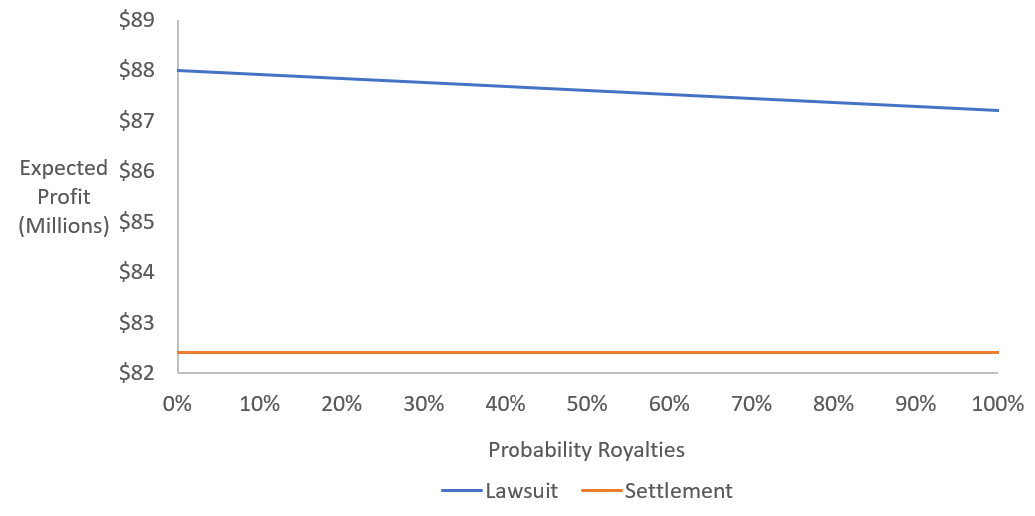 $89
$88
$87
$86
$85
$84
$83
$82
Expected
Profit
(Millions)
0% 10% 20% 30% 40% 50% 60% 70% 80% 90% 100%
Probability Royalties
Lawsuit Settlement